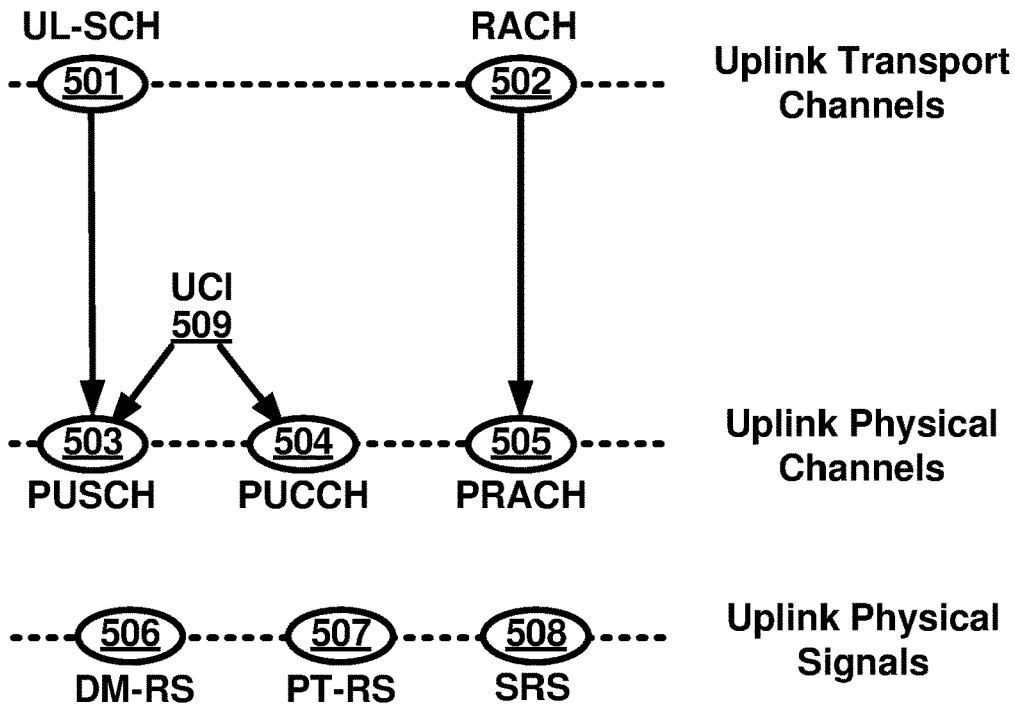 UL-SCH
RACH
501
502
Uplink Transport
Channels
UCI
509
503
504
505
Uplink Physical
Channels
PUSCH
PUCCH
PRACH
506
507
508
Uplink Physical
Signals
DM-RS
PT-RS
SRS